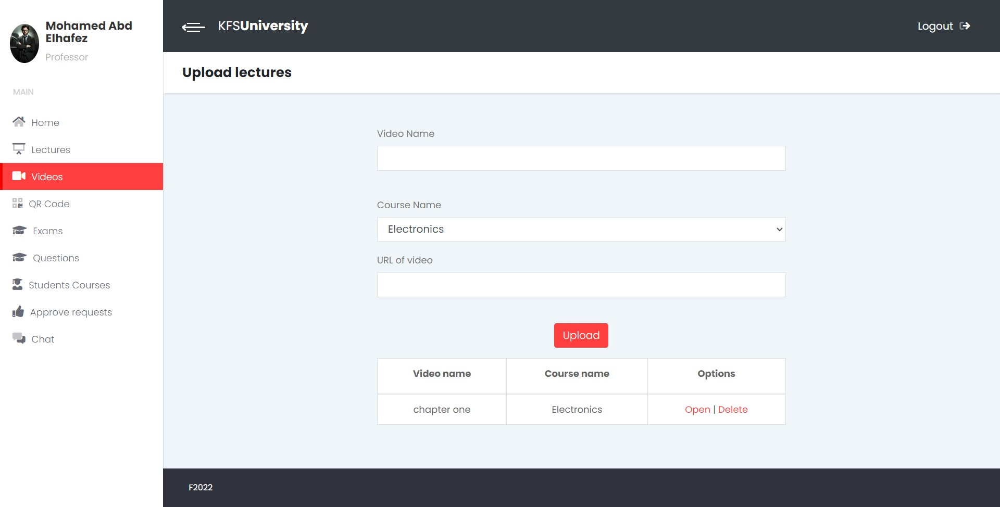 Mohamed Abd
Elhafez
Professor
MAIN
Home
Lectures
Videos
QR Code
Exams
Questions
Students Courses
Approve requests
Chat
KFSUniversity
Logout
Upload lectures
Video Name
Course Name
Electronics
URL of video
Upload
Video name Course name Options
chapter one Electronics Open | Delete
F2022